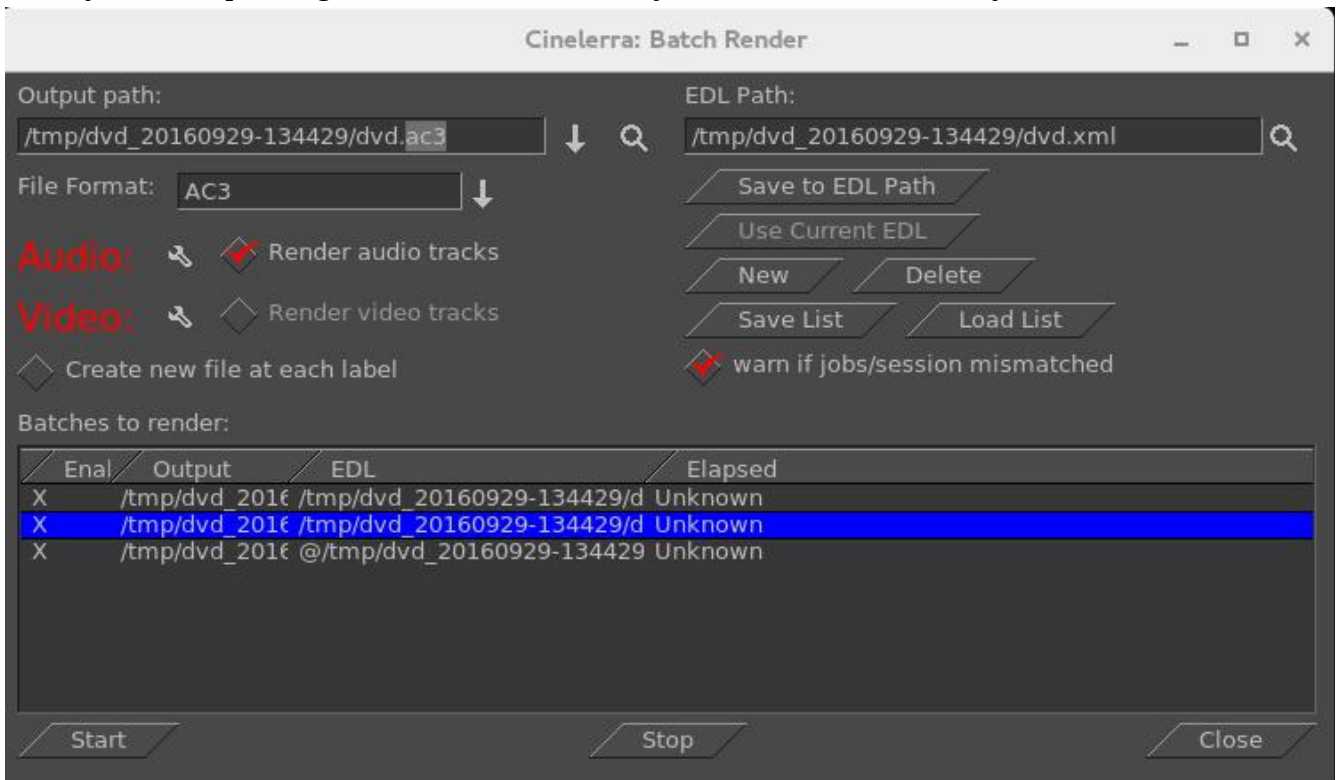 Cinelerra: Batch Render
Output path:
/tmp/dvd_20160929-134429/dvd.ac3
File Format: AC3
Audio: Render audio tracks
Video: Render video tracks
Create new file at each label
EDL Path:
/tmp/dvd_20160929-134429/dvd.xml
Save to EDL Path
Use Current EDL
New Delete
Save List Load List
warn if jobs/session mismatched
Batches to render:
Enal Output EDL Elapsed
X /tmp/dvd_2016 /tmp/dvd_20160929-134429/d Unknown
X /tmp/dvd_2016 /tmp/dvd_20160929-134429/d Unknown
X /tmp/dvd_2016 @/tmp/dvd_20160929-134429 Unknown
Start Stop Close